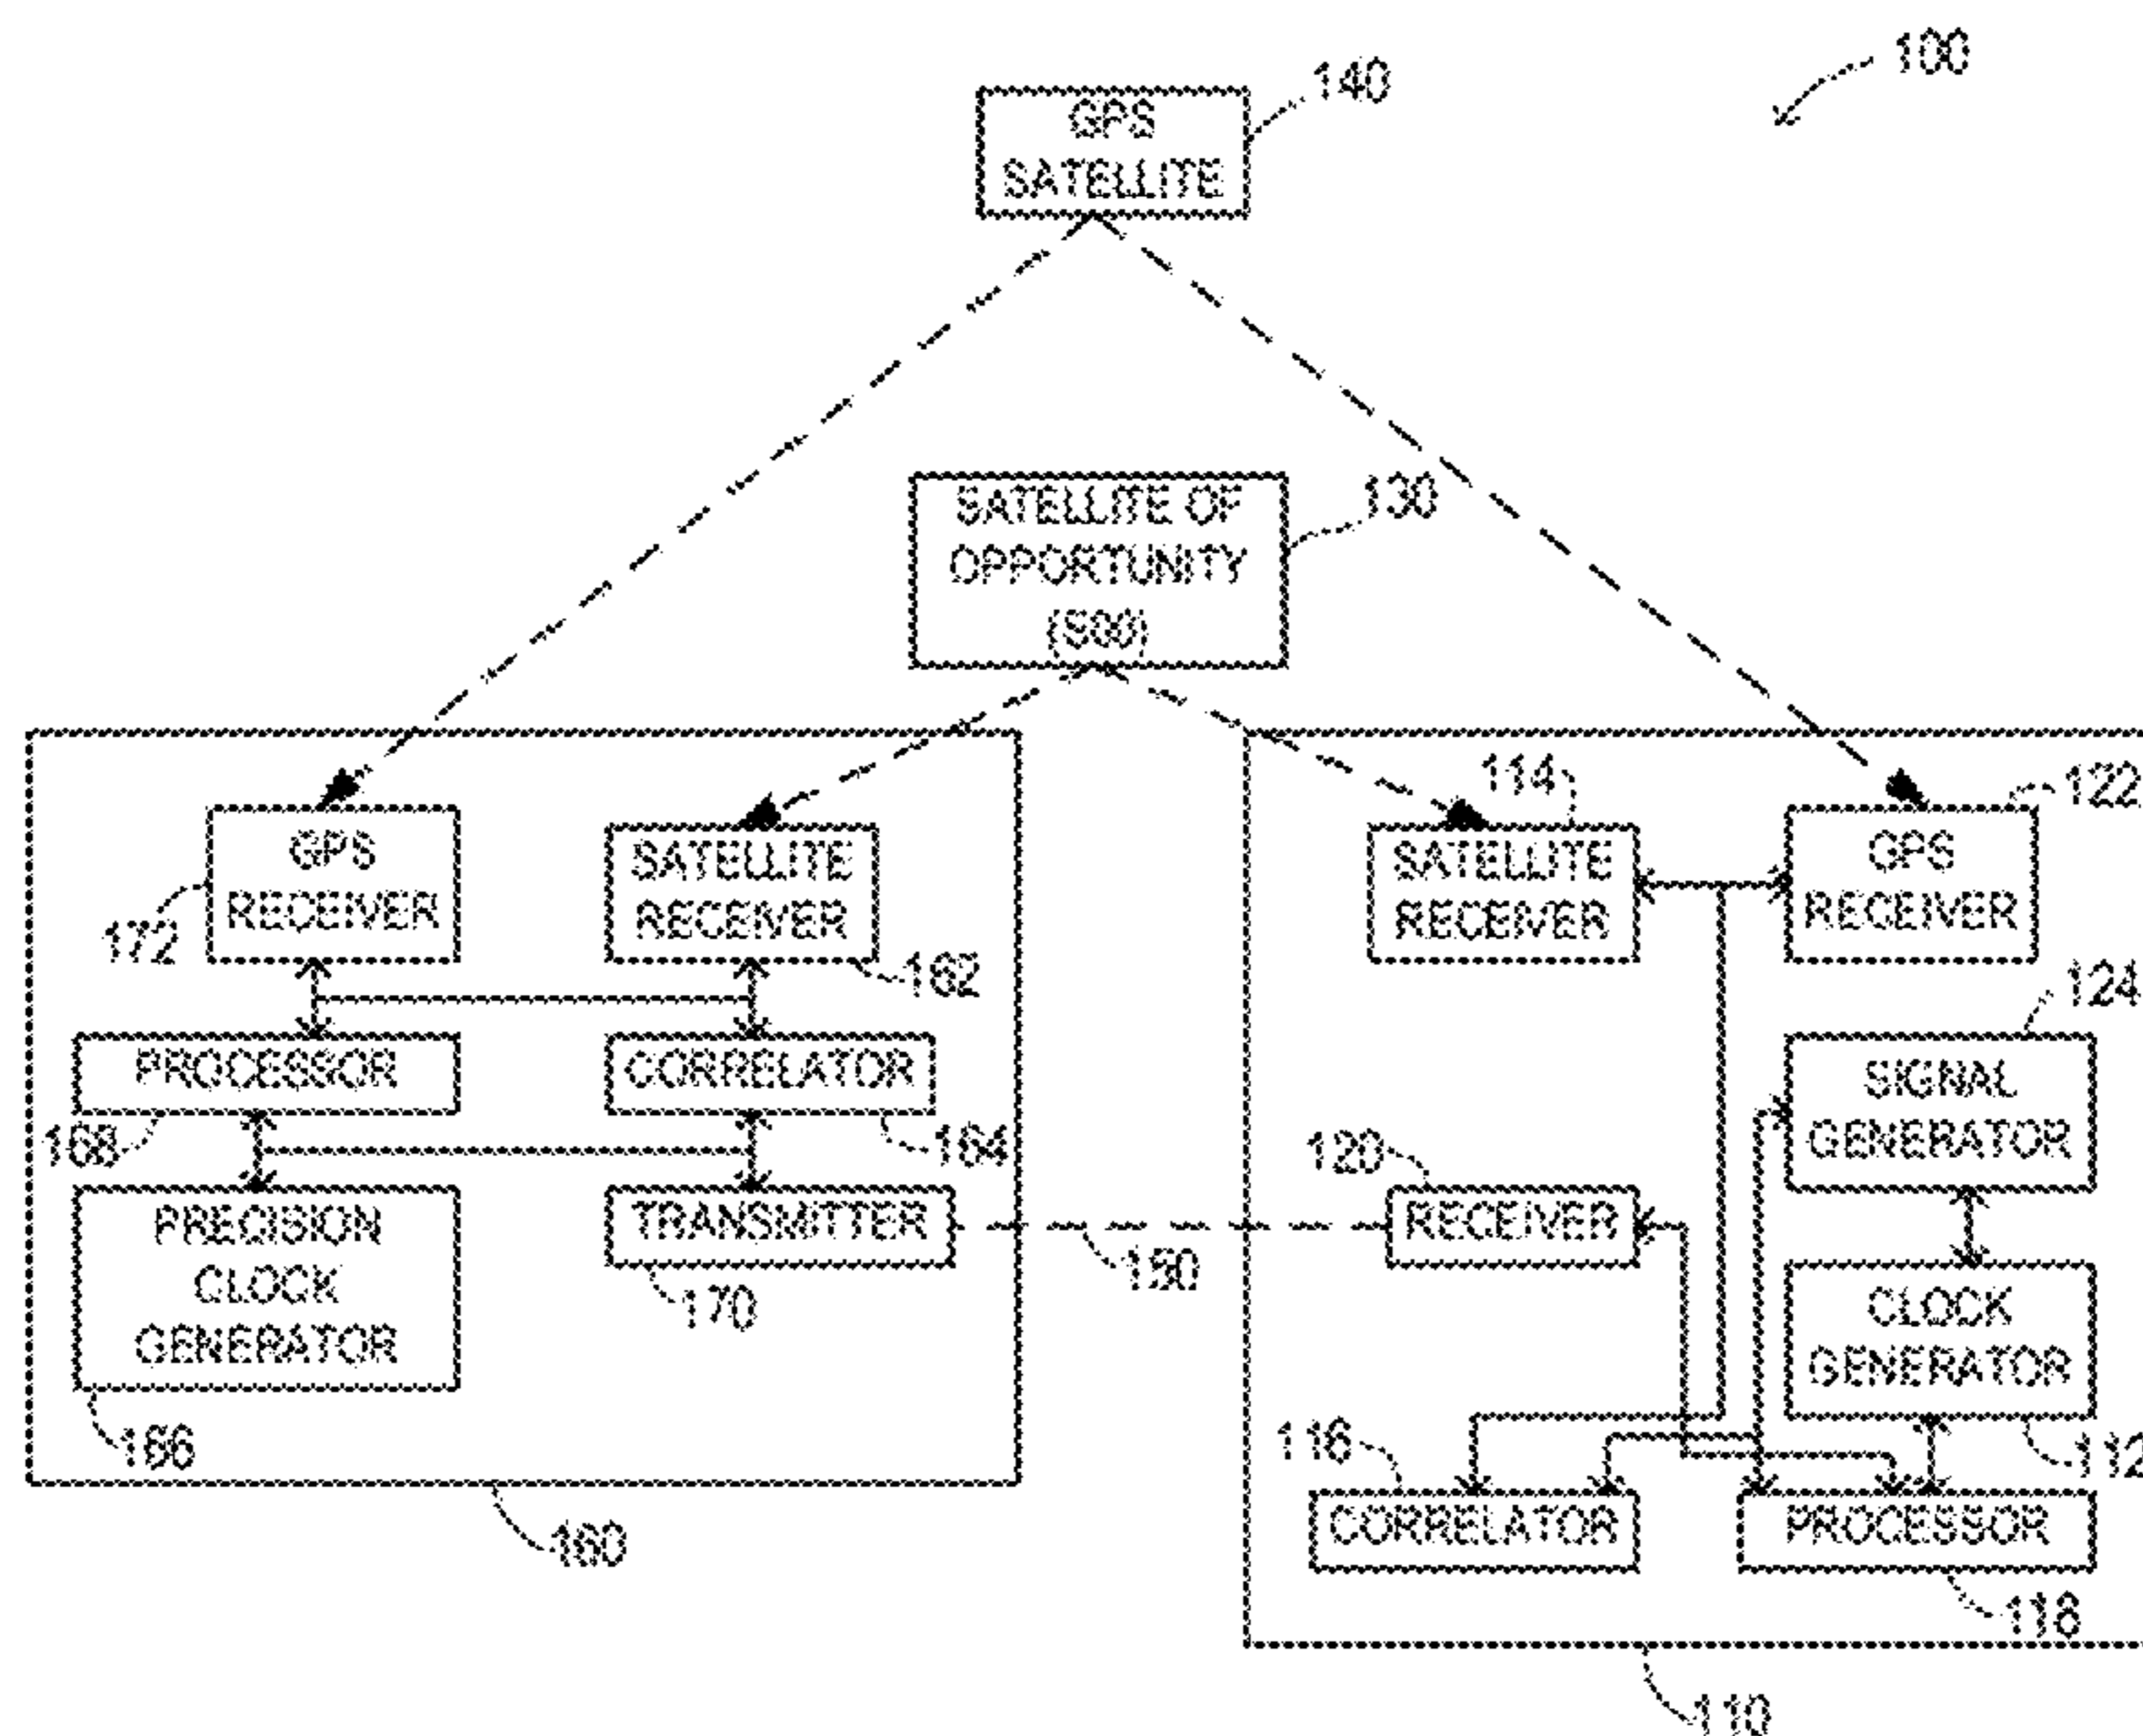 100
140
GPS
SATELLITE
130
SATELLITE OF
OPPORTUNITY
(SOO)
GPS
RECEIVER
172
SATELLITE
RECEIVER
162
PROCESSOR
168
CORRELATOR
164
PRECISION
CLOCK
GENERATOR
166
TRANSMITTER
170
150
160
114
SATELLITE
RECEIVER
122
GPS
RECEIVER
124
SIGNAL
GENERATOR
120
RECEIVER
CLOCK
GENERATOR
112
116
CORRELATOR
PROCESSOR
118
110